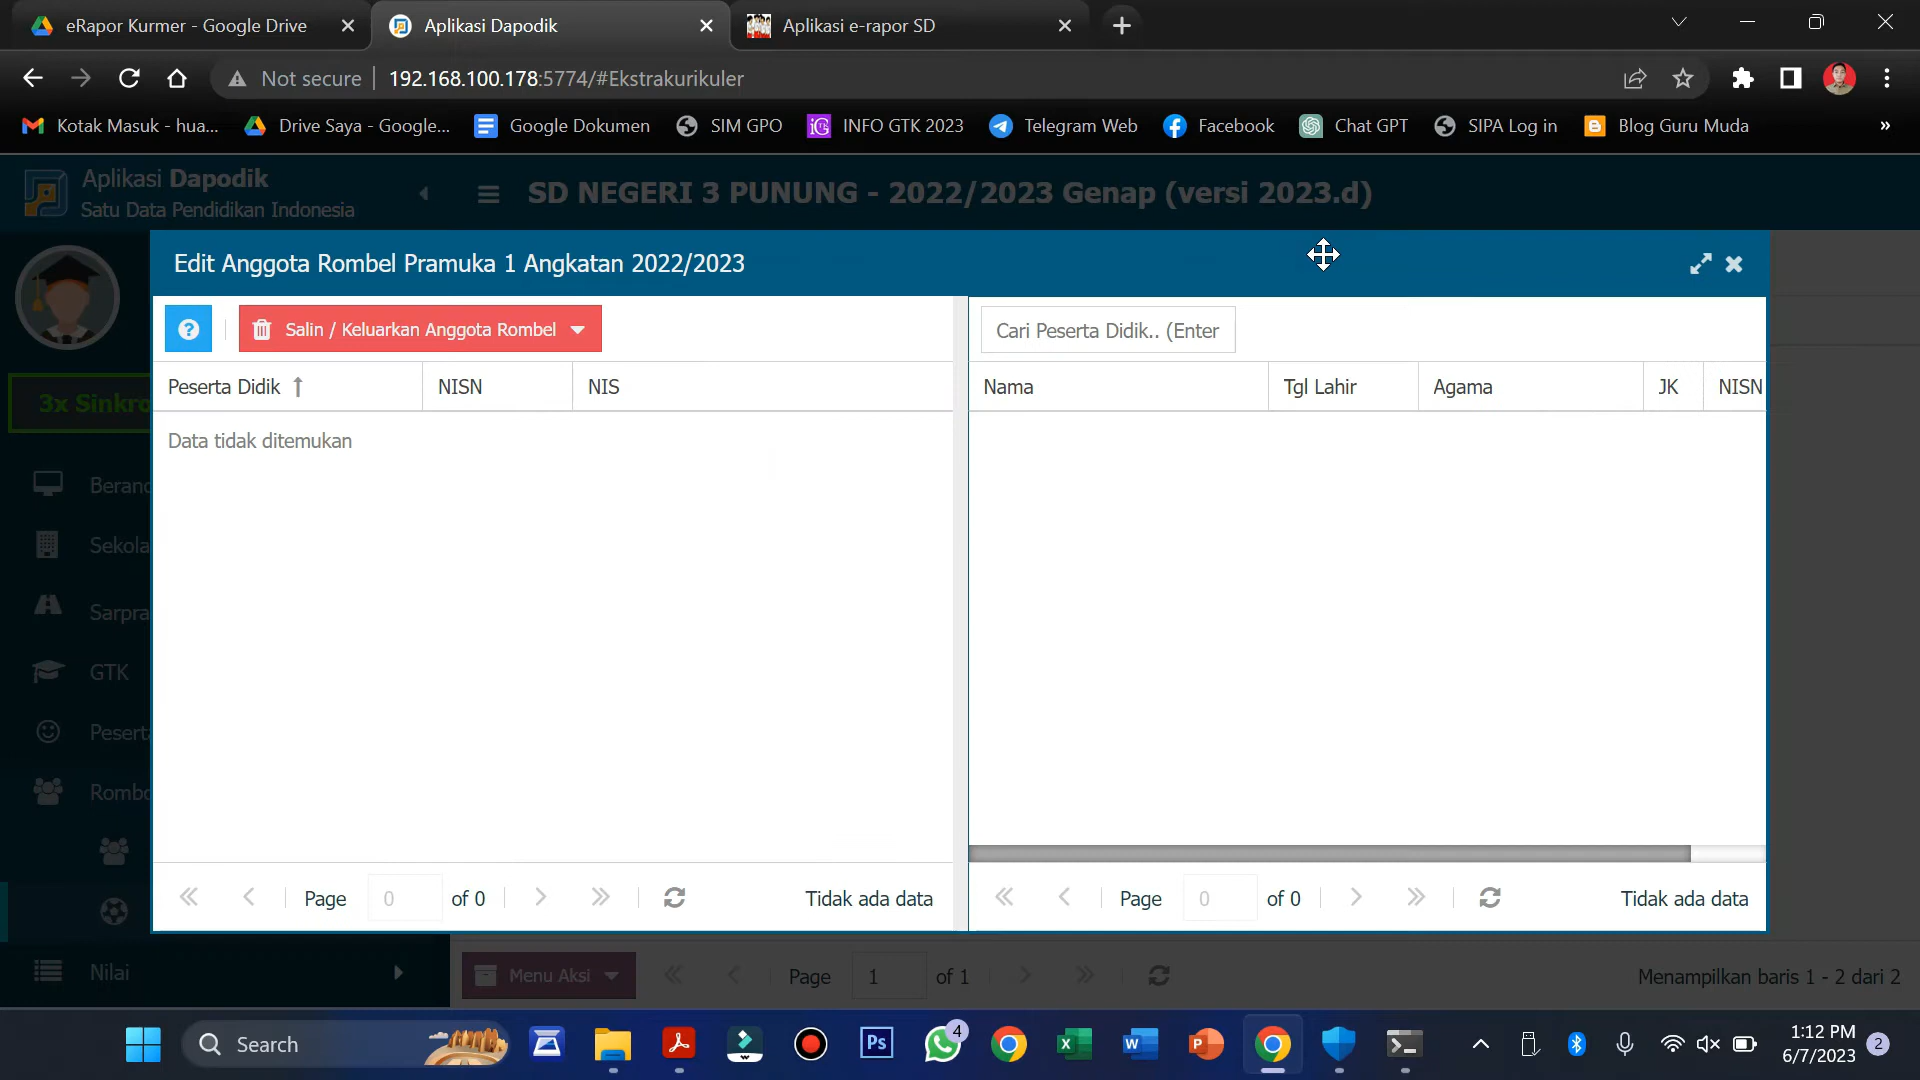 eRapor Kurmer - Google Drive
Aplikasi Dapodik
Aplikasi e-rapor SD
Not secure
192.168.100.178:5774/#Ekstrakurikuler
Kotak Masuk - hua...
Drive Saya - Google...
Google Dokumen
SIM GPO
INFO GTK 2023
Telegram Web
Facebook
Chat GPT
SIPA Log in
Blog Guru Muda
»
Aplikasi Dapodik
Satu Data Pendidikan Indonesia
SD NEGERI 3 PUNUNG - 2022/2023 Genap (versi 2023.d)
Edit Anggota Rombel Pramuka 1 Angkatan 2022/2023
?
Salin / Keluarkan Anggota Rombel
Cari Peserta Didik.. (Enter
Peserta Didik
NISN
NIS
Nama
Tgl Lahir
Agama
JK
NISN
Data tidak ditemukan
3x Sinkro
Beran
Sekola
Sarpra
GTK
Pesert
Romb
Nilai
Page 0 of 0
Tidak ada data
Page 0 of 0
Tidak ada data
Menu Aksi
Page 1 of 1
Menampilkan baris 1 - 2 dari 2
Search
Ps
4
1:12 PM
6/7/2023
2